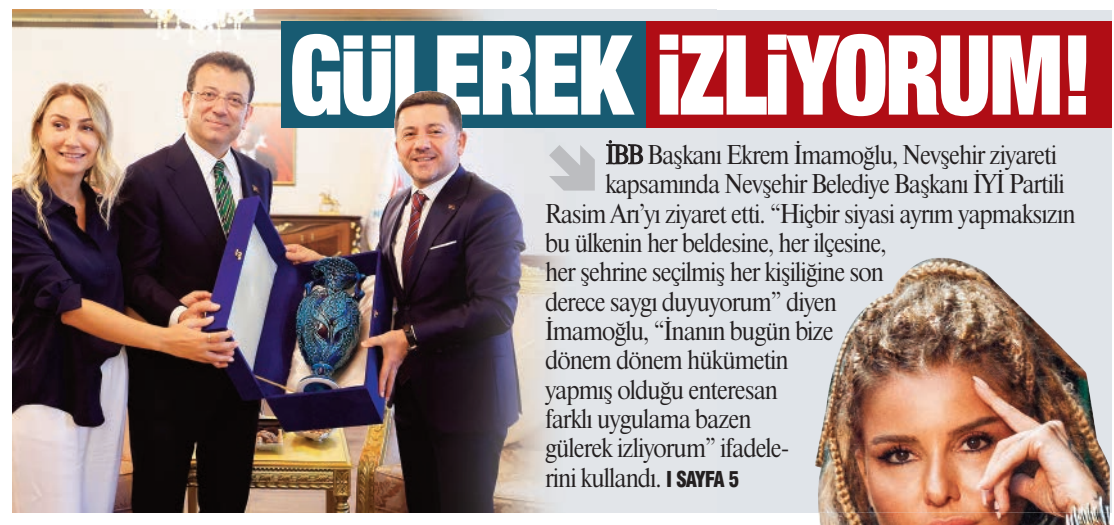 GÜLEREK İZLİYORUM!
İBB Başkanı Ekrem İmamoğlu, Nevşehir ziyareti
kapsamında Nevşehir Belediye Başkanı İYİ Partili
Rasim Arı’yı ziyaret etti. “Hiçbir siyasi ayrım yapmaksızın
bu ülkenin her beldesine, her ilçesine,
her şehrine seçilmiş her kişiliğine son
derece saygı duyuyorum” diyen
İmamoğlu, “İnanın bugün bize
dönem dönem hükümetin
yapmış olduğu enteresan
farklı uygulama bazen
gülerek izliyorum” ifadele-
rini kullandı. I SAYFA 5